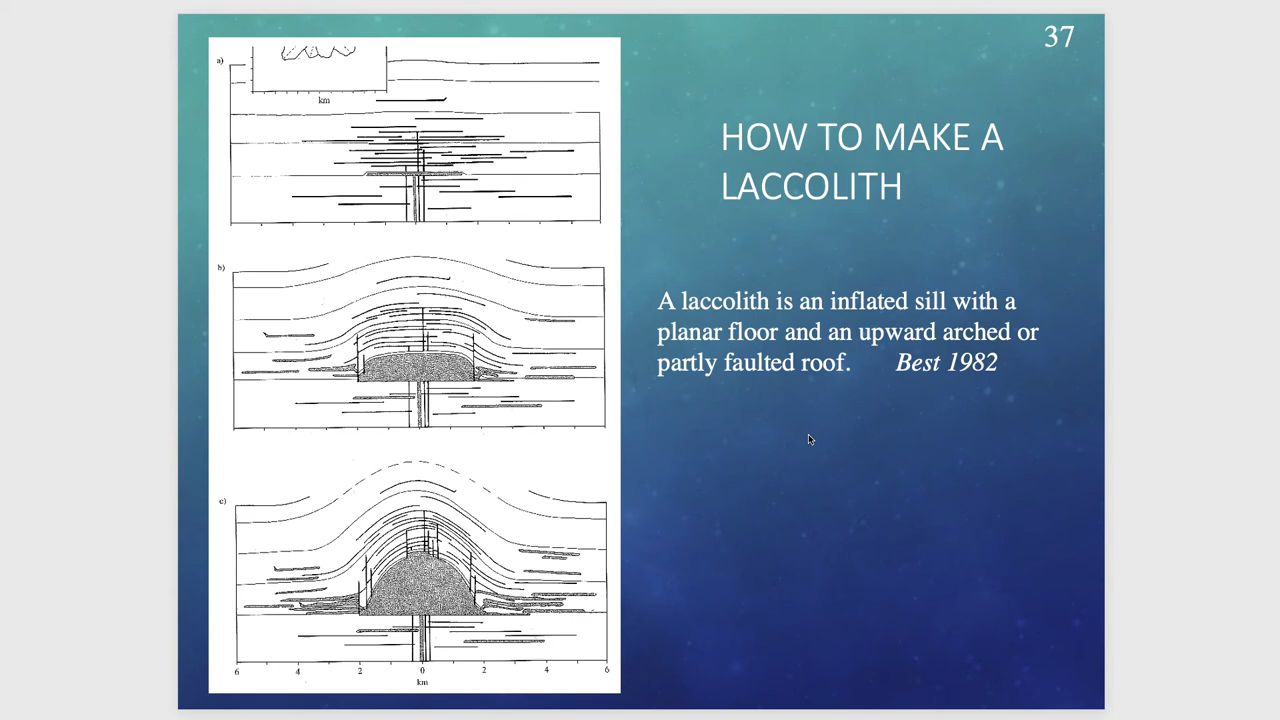 37
HOW TO MAKE A
LACCOLITH
A laccolith is an inflated sill with a
planar floor and an upward arched or
partly faulted roof. Best 1982
a)
km
b)
c)
6 4 2 0 2 4 6
km